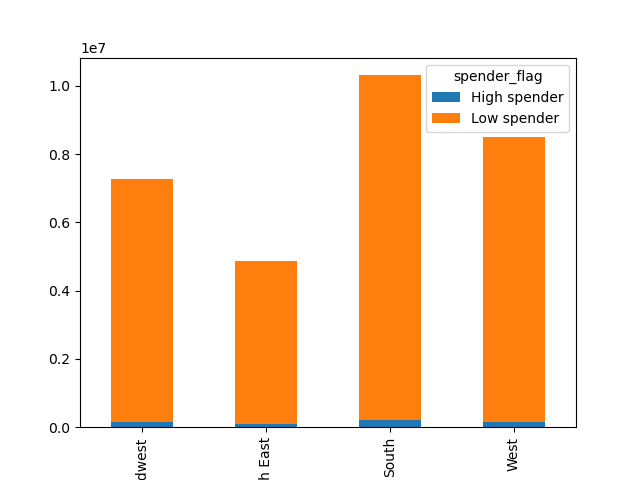 1e7
spender_flag
High spender
Low spender
1.0
0.8
0.6
0.4
0.2
0.0
dwest
h East
South
West